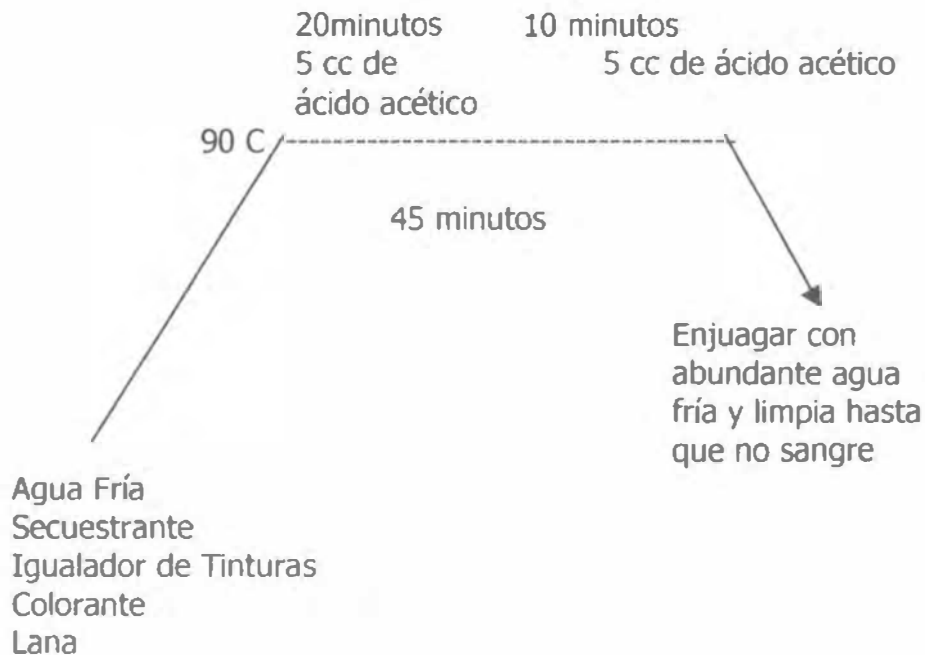 20minutos 10 minutos
5 cc de 5 cc de ácido acético
ácido acético
90 C
45 minutos
Enjuagar con
abundante agua
fría y limpia hasta
que no sangre
Agua Fría
Secuestrante
Igualador de Tinturas
Colorante
Lana